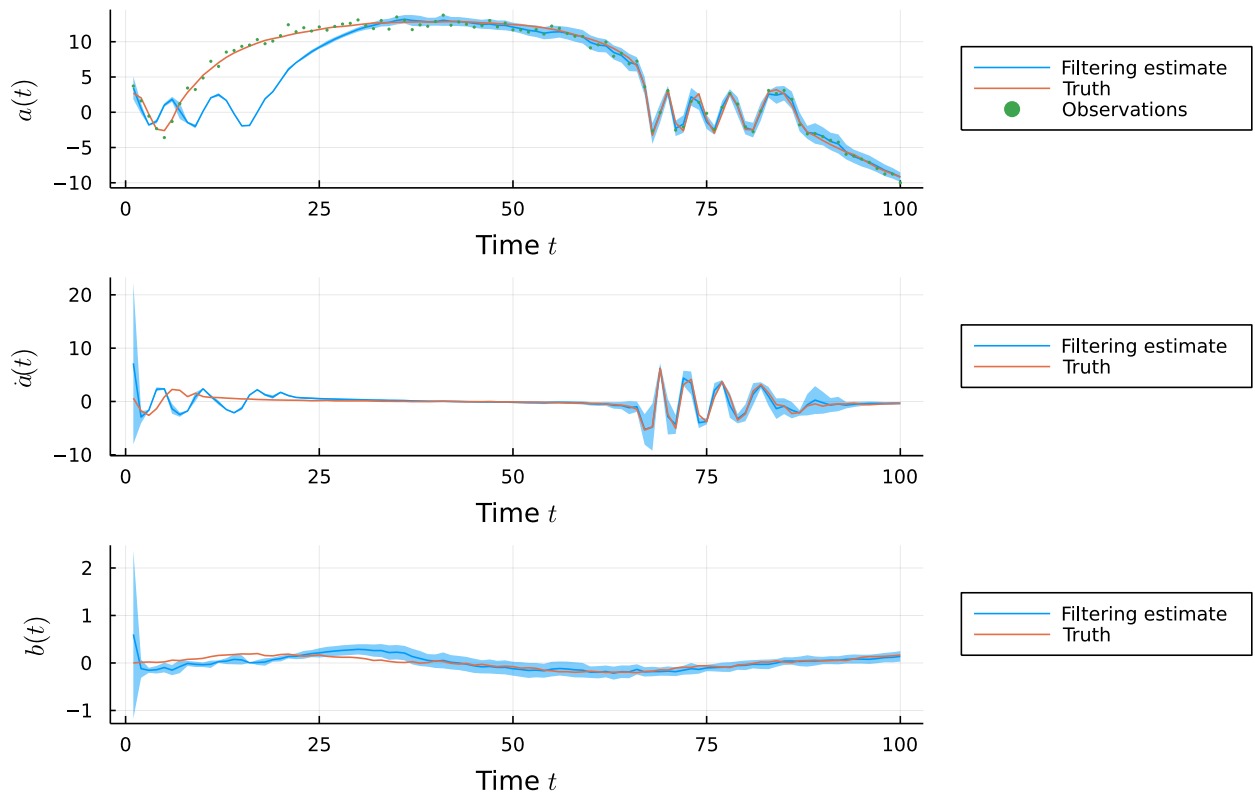 10
5
0
−5
−10
a(t)
0 25 50 75 100
Time t
Filtering estimate
Truth
Observations
20
10
0
−10
ȧ(t)
0 25 50 75 100
Time t
Filtering estimate
Truth
2
1
0
−1
b(t)
0 25 50 75 100
Time t
Filtering estimate
Truth